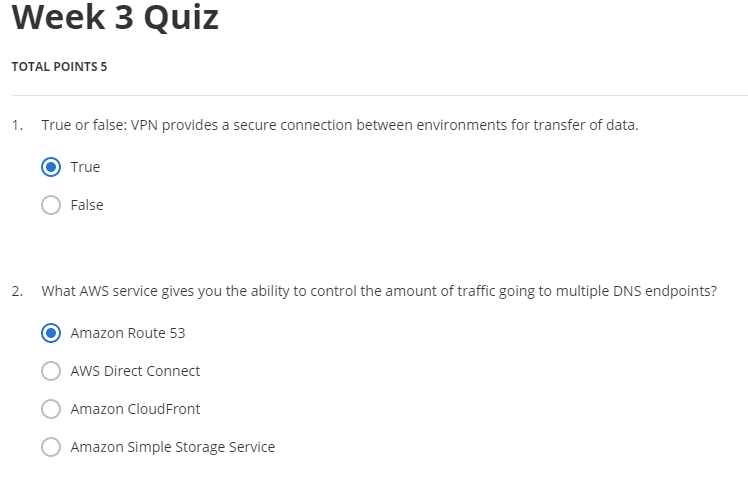 Week 3 Quiz
TOTAL POINTS 5
1. True or false: VPN provides a secure connection between environments for transfer of data.
True
False
2. What AWS service gives you the ability to control the amount of traffic going to multiple DNS endpoints?
Amazon Route 53
AWS Direct Connect
Amazon CloudFront
Amazon Simple Storage Service